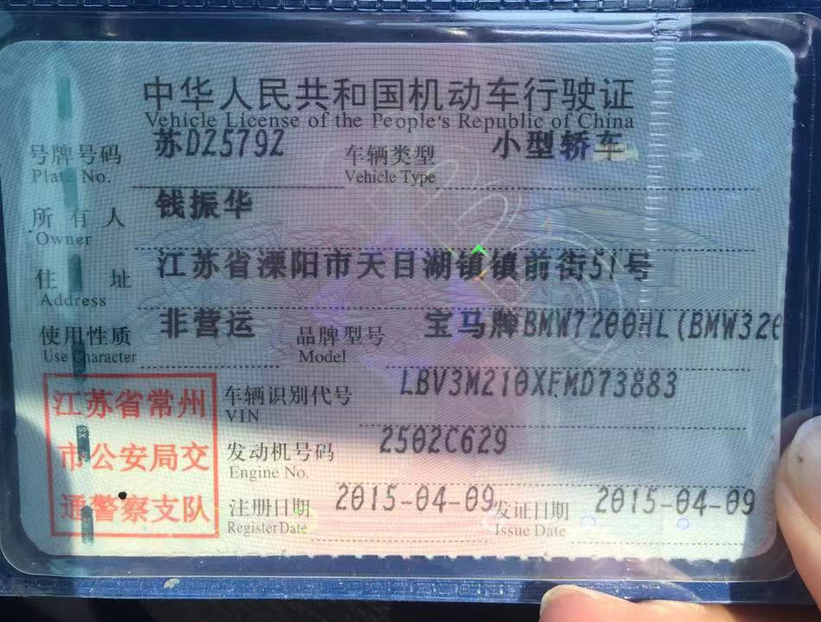 中华人民共和国机动车行驶证
Vehicle License of the People's Republic of China
号牌号码 苏DZ579Z 车辆类型 小型轿车
Plate No. Vehicle Type
所有人 钱振华
Owner
住址 江苏省溧阳市天目湖镇镇前街51号
Address
使用性质 非营运 品牌型号 宝马牌BMW7200HL(BMW320
Use Character Model
江苏省常州 车辆识别代号 LBV3M210XFMD73883
VIN
市公安局交 发动机号码 2502C629
Engine No.
通警察支队 注册日期 2015-04-09 发证日期 2015-04-09
Register Date Issue Date